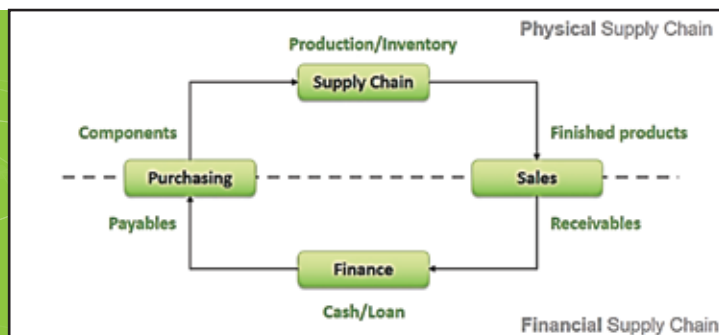 Physical Supply Chain
Production/Inventory
Supply Chain
Components
Finished products
Purchasing
Sales
Payables
Receivables
Finance
Cash/Loan
Financial Supply Chain